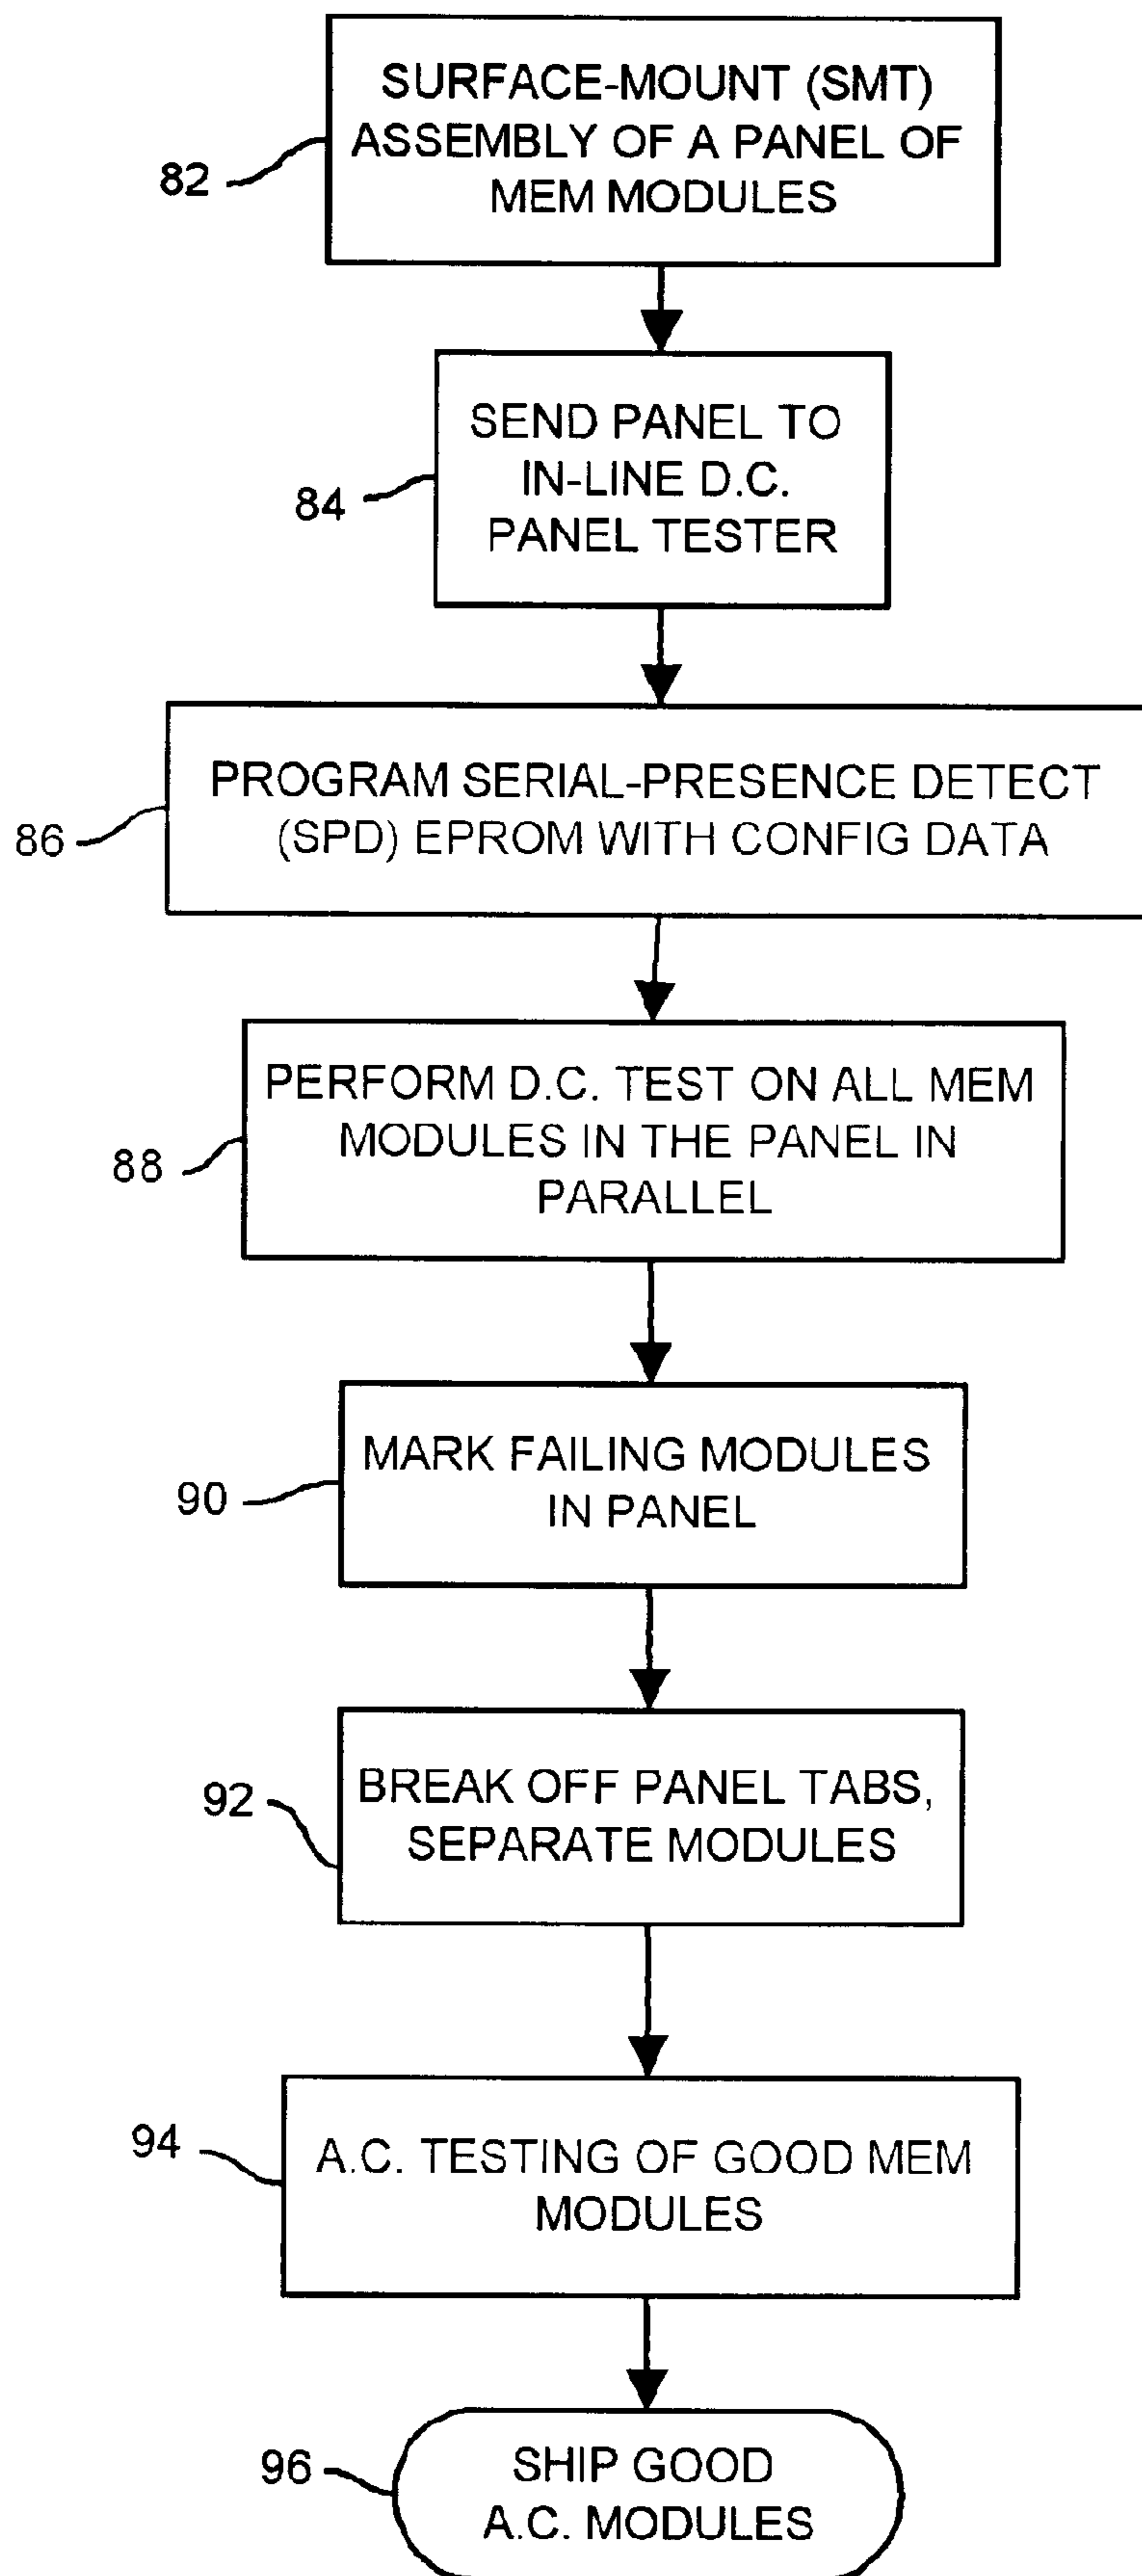 SURFACE-MOUNT (SMT)
ASSEMBLY OF A PANEL OF
MEM MODULES
82
SEND PANEL TO
IN-LINE D.C.
PANEL TESTER
84
PROGRAM SERIAL-PRESENCE DETECT
(SPD) EPROM WITH CONFIG DATA
86
PERFORM D.C. TEST ON ALL MEM
MODULES IN THE PANEL IN
PARALLEL
88
MARK FAILING MODULES
IN PANEL
90
BREAK OFF PANEL TABS,
SEPARATE MODULES
92
A.C. TESTING OF GOOD MEM
MODULES
94
SHIP GOOD
A.C. MODULES
96